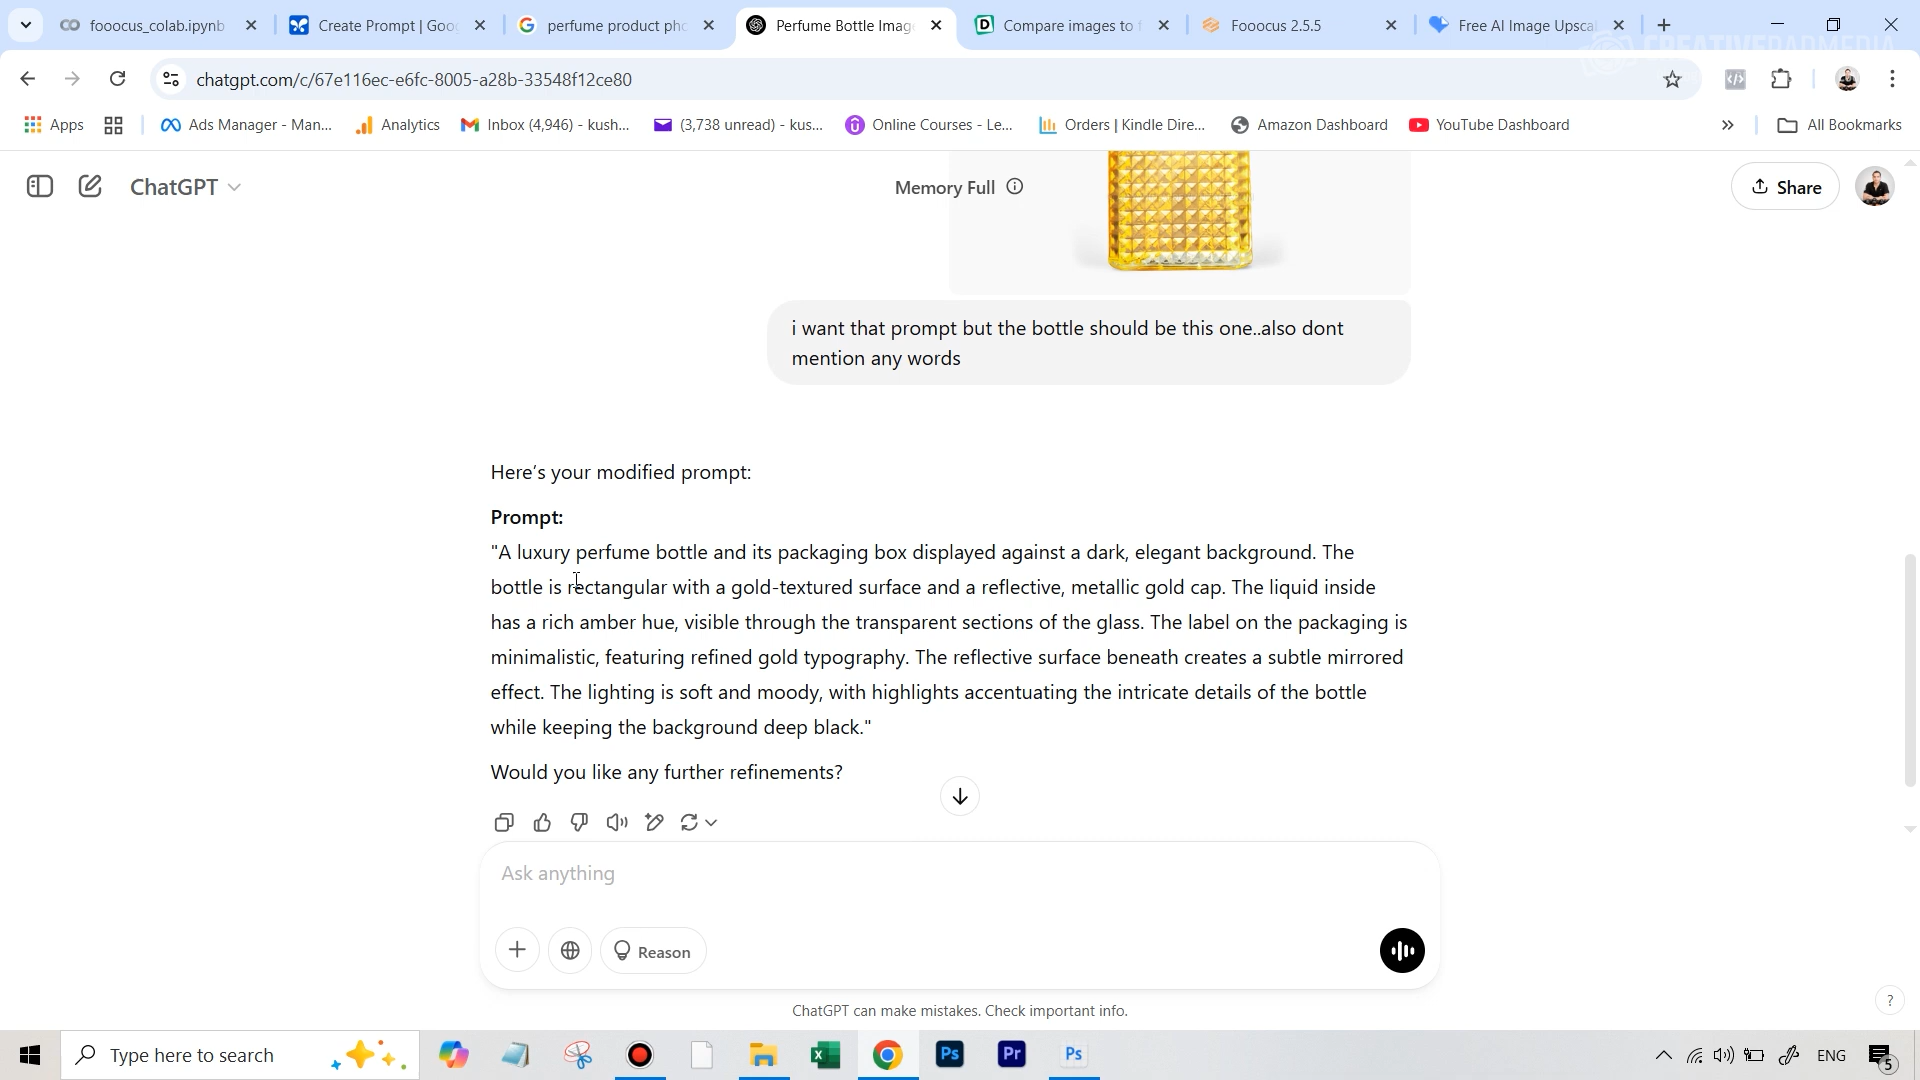 fooocus_colab.ipynb
Create Prompt | Goo
perfume product pho
Perfume Bottle Imag
Compare images to f
Fooocus 2.5.5
Free AI Image Upscal
CREATIVEDADMEDIA
chatgpt.com/c/67e116ec-e6fc-8005-a28b-33548f12ce80
Apps
Ads Manager - Man...
Analytics
Inbox (4,946) - kush...
(3,738 unread) - kus...
Online Courses - Le...
Orders | Kindle Dire...
Amazon Dashboard
YouTube Dashboard
All Bookmarks
ChatGPT
Memory Full
Share
i want that prompt but the bottle should be this one..also dont
mention any words
Here’s your modified prompt:
Prompt:
"A luxury perfume bottle and its packaging box displayed against a dark, elegant background. The
bottle is rectangular with a gold-textured surface and a reflective, metallic gold cap. The liquid inside
has a rich amber hue, visible through the transparent sections of the glass. The label on the packaging is
minimalistic, featuring refined gold typography. The reflective surface beneath creates a subtle mirrored
effect. The lighting is soft and moody, with highlights accentuating the intricate details of the bottle
while keeping the background deep black."
Would you like any further refinements?
Ask anything
Reason
ChatGPT can make mistakes. Check important info.
?
Type here to search
Ps
Pr
Ps
ENG
5